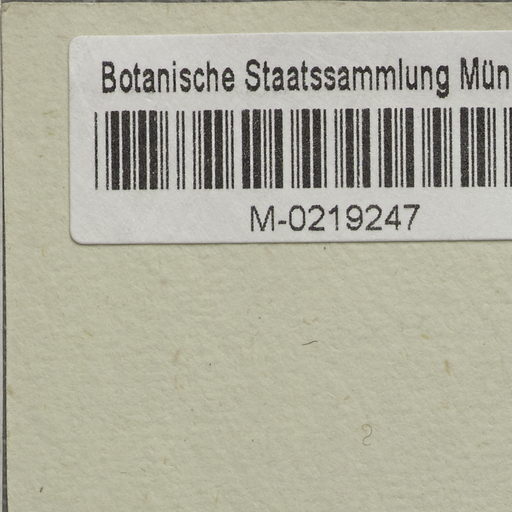 Botanische Staatssammlung Mün
M-0219247